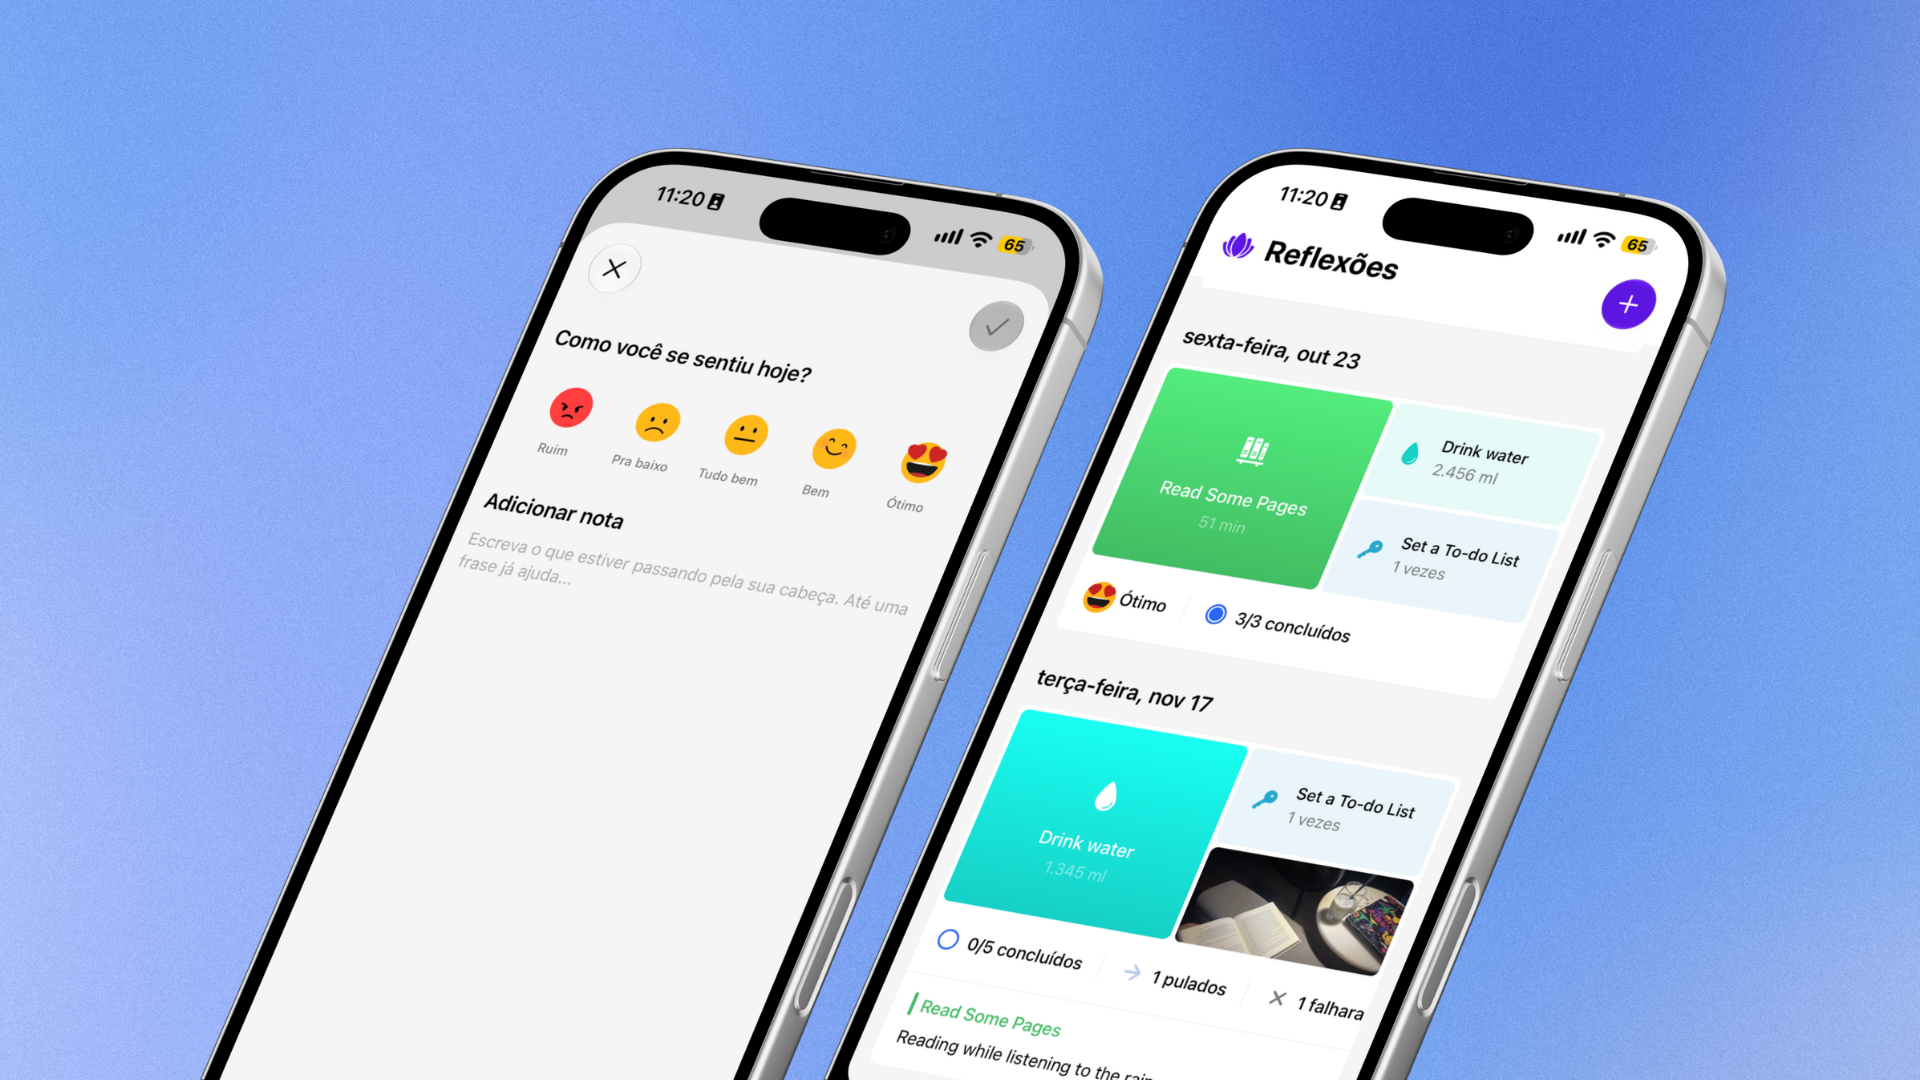 11:20
65
Como você se sentiu hoje?
Ruim
Pra baixo
Tudo bem
Bem
Ótimo
Adicionar nota
Escreva o que estiver passando pela sua cabeça. Até uma
frase já ajuda...
11:20
65
Reflexões
sexta-feira, out 23
Read Some Pages
51 min
Drink water
2.456 ml
Set a To-do List
1 vezes
Ótimo
3/3 concluídos
terça-feira, nov 17
Drink water
1.345 ml
Set a To-do List
1 vezes
0/5 concluídos
1 pulados
1 falhara
Read Some Pages
Reading while listening to the rain